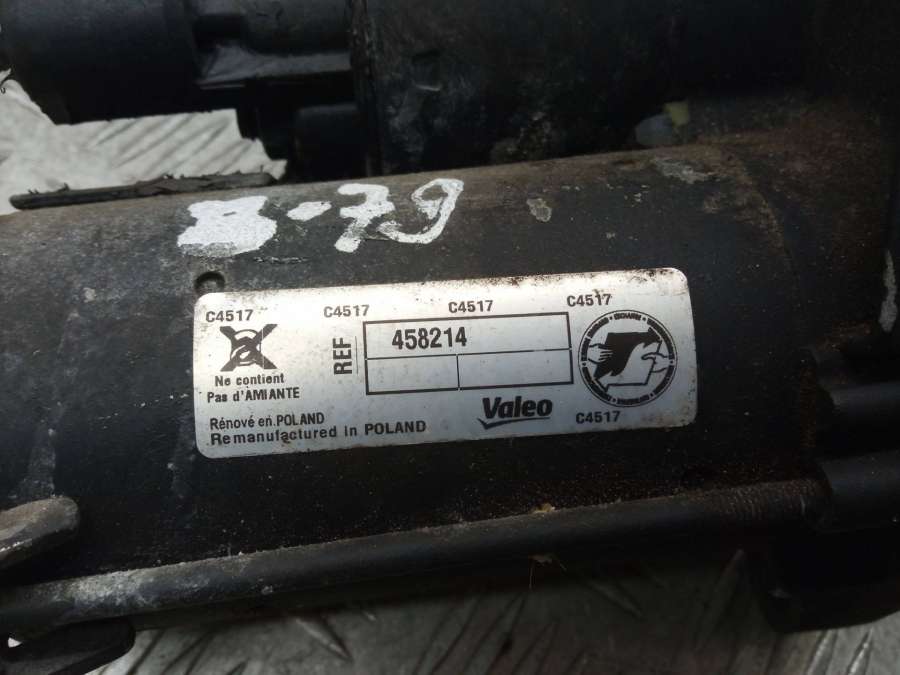 B-79
C4517 C4517 C4517 C4517
REF 458214
Ne contient
Pas d'AMIANTE
Rénové en POLAND
Remanufactured in POLAND
Valeo
C4517